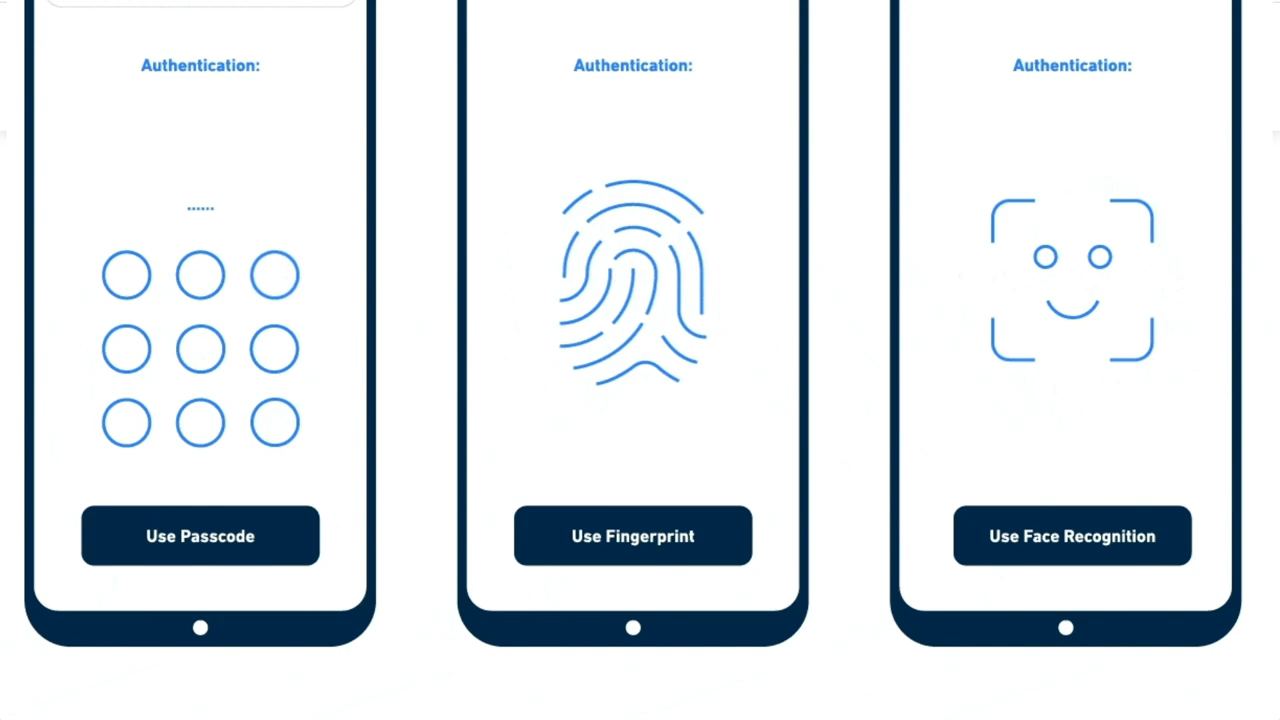 Authentication:
Authentication:
Authentication:
Use Passcode
Use Fingerprint
Use Face Recognition